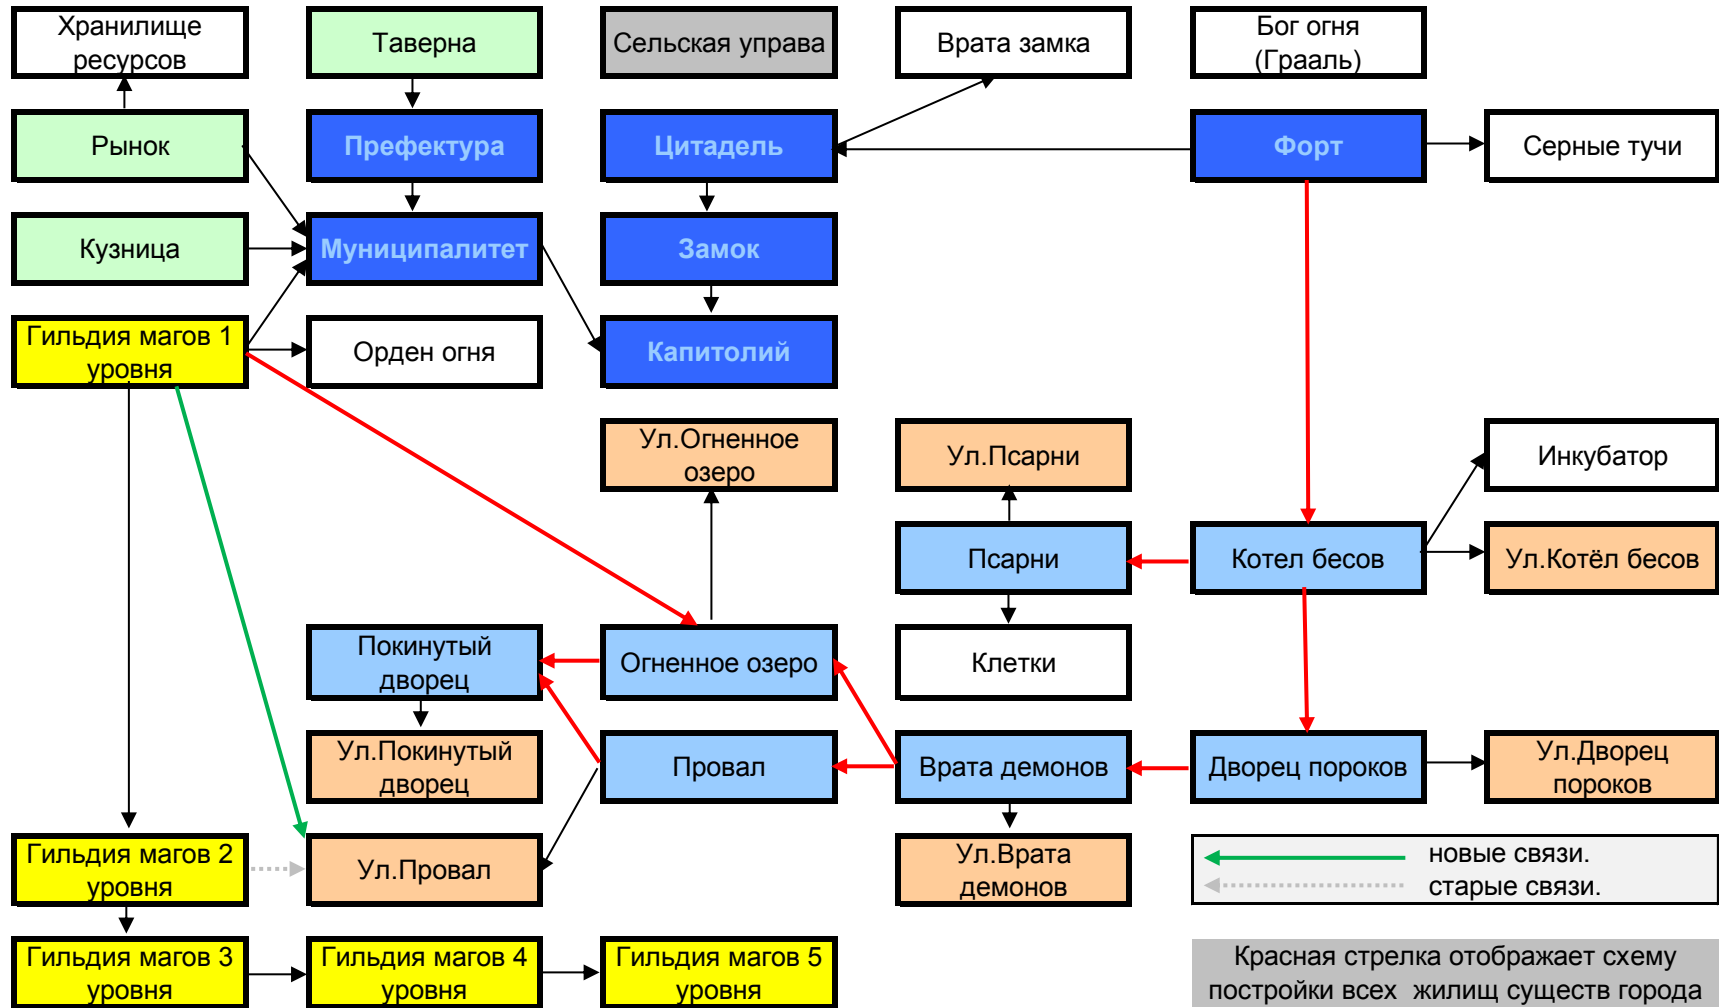 Хранилище
ресурсов
Таверна
Сельская управа
Врата замка
Бог огня
(Грааль)
Рынок
Префектура
Цитадель
Форт
Серные тучи
Кузница
Муниципалитет
Замок
Гильдия магов 1
уровня
Орден огня
Капитолий
Ул.Огненное
озеро
Ул.Псарни
Инкубатор
Псарни
Котел бесов
Ул.Котёл бесов
Покинутый
дворец
Огненное озеро
Клетки
Ул.Покинутый
дворец
Провал
Врата демонов
Дворец пороков
Ул.Дворец
пороков
Гильдия магов 2
уровня
Ул.Провал
Ул.Врата
демонов
новые связи.
старые связи.
Гильдия магов 3
уровня
Гильдия магов 4
уровня
Гильдия магов 5
уровня
Красная стрелка отображает схему
постройки всех жилищ существ города